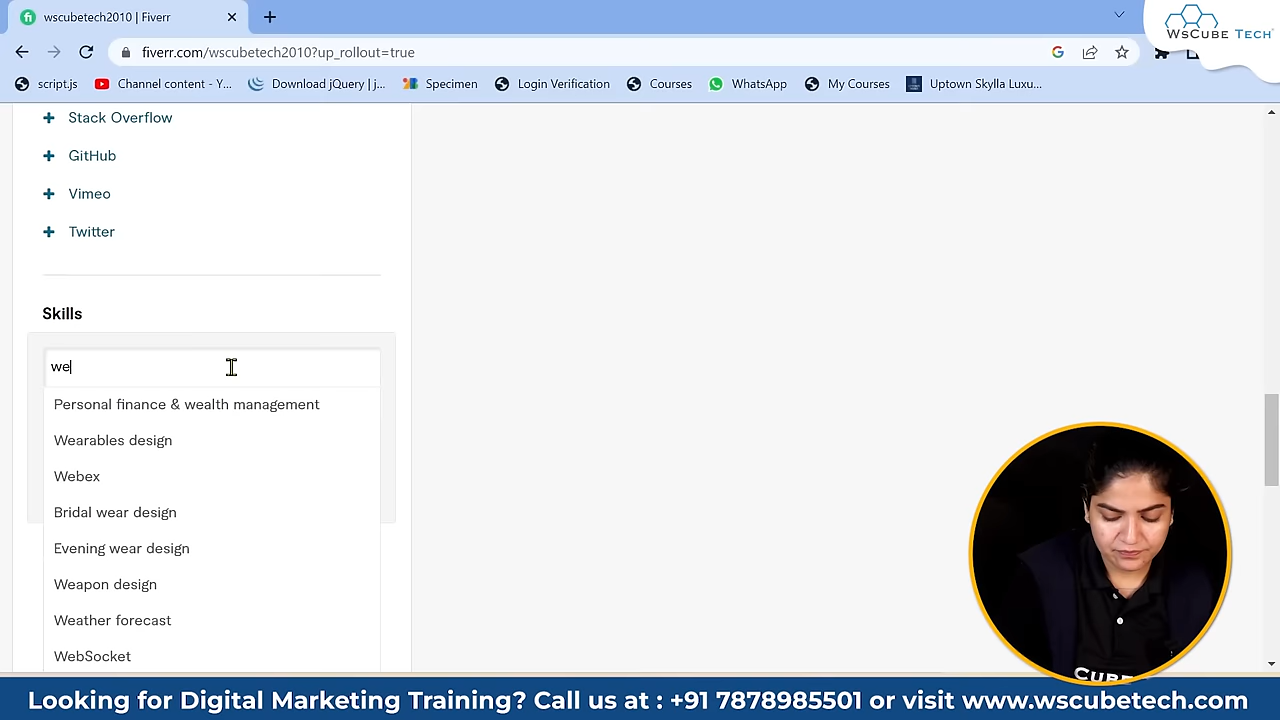 wscubetech2010 | Fiverr
WsCube Tech
fiverr.com/wscubetech2010?up_rollout=true
script.js
Channel content - Y...
Download jQuery | j...
Specimen
Login Verification
Courses
WhatsApp
My Courses
Uptown Skylla Luxu...
Stack Overflow
GitHub
Vimeo
Twitter
Skills
we
Personal finance & wealth management
Wearables design
Webex
Bridal wear design
Evening wear design
Weapon design
Weather forecast
WebSocket
Looking for Digital Marketing Training? Call us at : +91 7878985501 or visit www.wscubetech.com